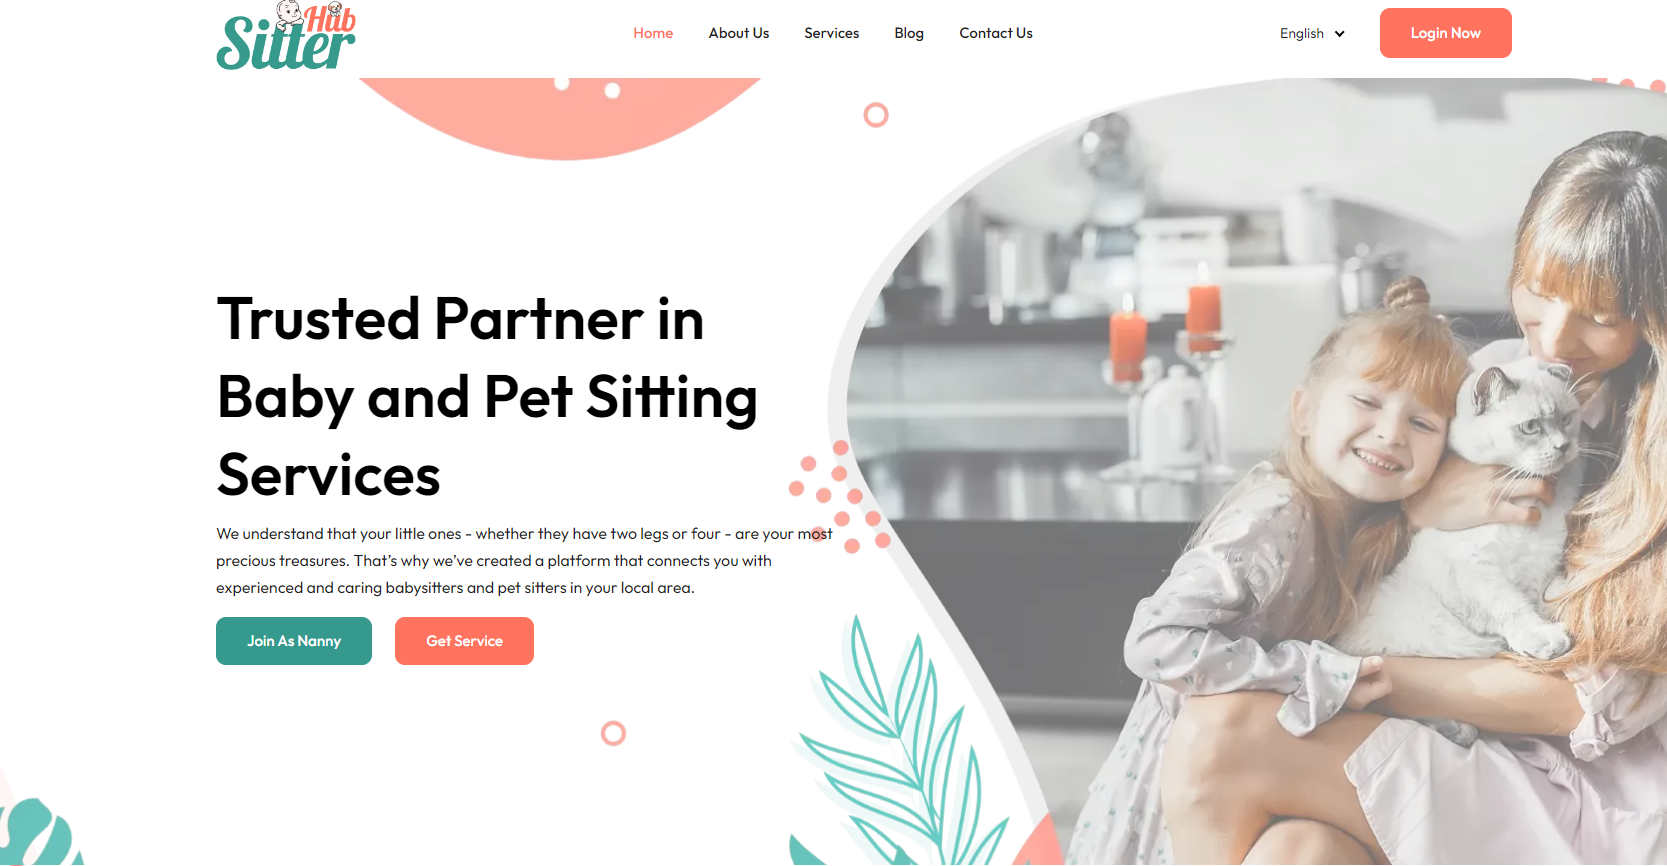 Sitter Hub
Home
About Us
Services
Blog
Contact Us
English
Login Now
Trusted Partner in
Baby and Pet Sitting
Services
We understand that your little ones - whether they have two legs or four - are your most
precious treasures. That’s why we’ve created a platform that connects you with
experienced and caring babysitters and pet sitters in your local area.
Join As Nanny
Get Service